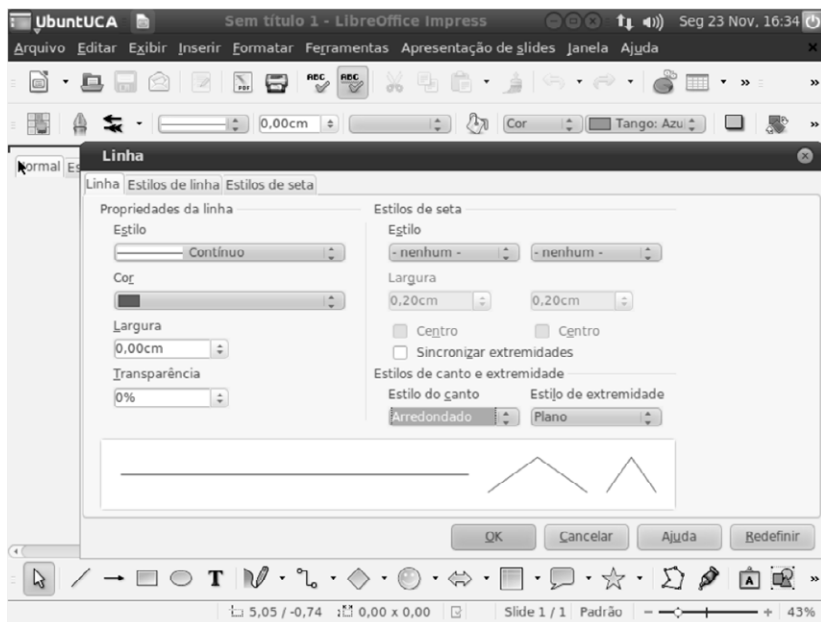 UbuntUCA Sem título 1 - LibreOffice Impress Seg 23 Nov, 16:34
Arquivo Editar Exibir Inserir Formatar Ferramentas Apresentação de slides Janela Ajuda
PDF ABC ABC
0,00cm Cor Tango: Azu
Normal Es
Linha
Linha Estilos de linha Estilos de seta
Propriedades da linha
Estilo
Contínuo
Cor
Largura
0,00cm
Transparência
0%
Estilos de seta
Estilo
- nenhum - - nenhum -
Largura
0,20cm 0,20cm
Centro Centro
Sincronizar extremidades
Estilos de canto e extremidade
Estilo do canto Estilo de extremidade
Arredondado Plano
OK Cancelar Ajuda Redefinir
T A
5,05 / -0,74 0,00 x 0,00 Slide 1 / 1 Padrão 43%